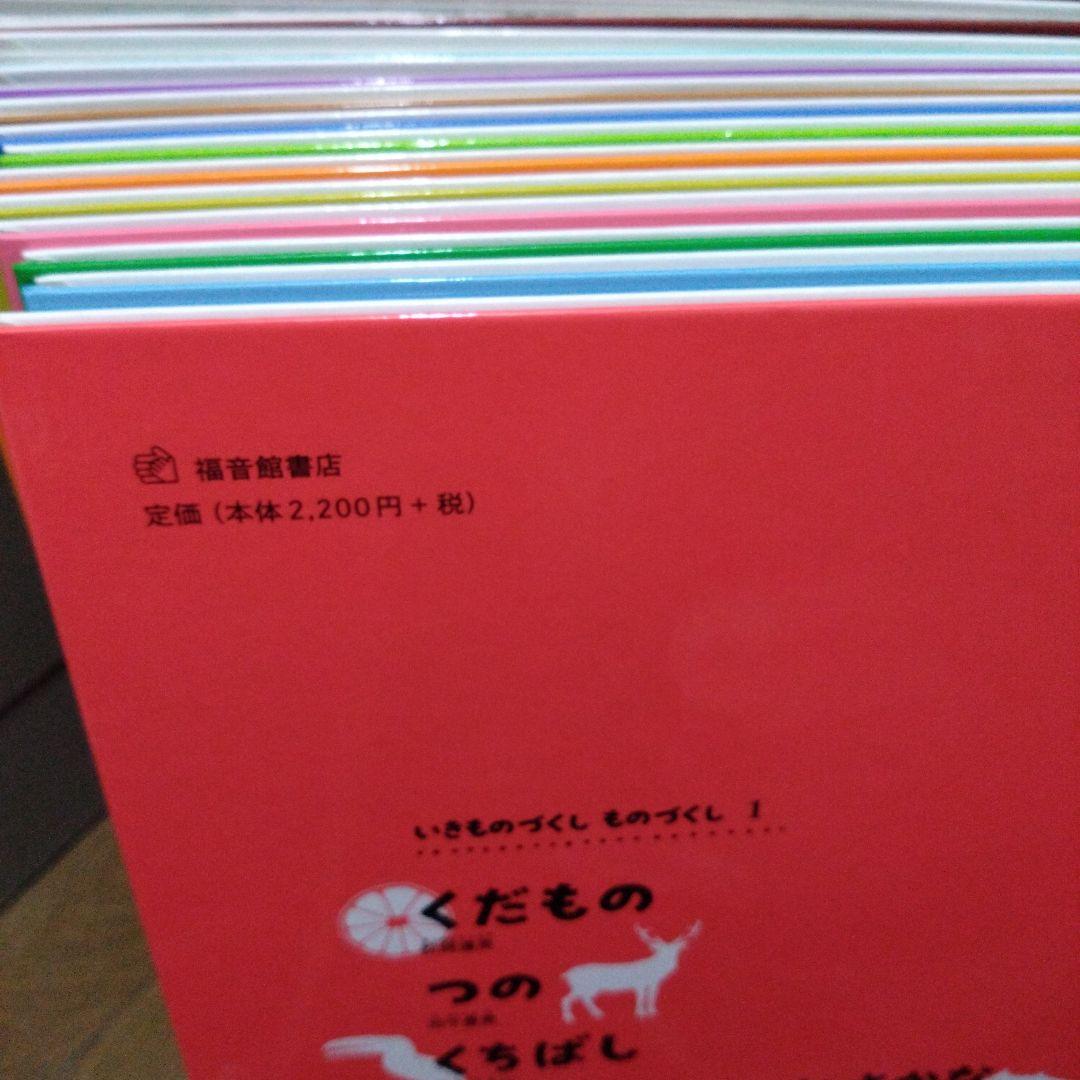 福音館書店
定価(本体2,200円+税)
いきものづくし ものづくし 1
くだもの
つの
くちばし